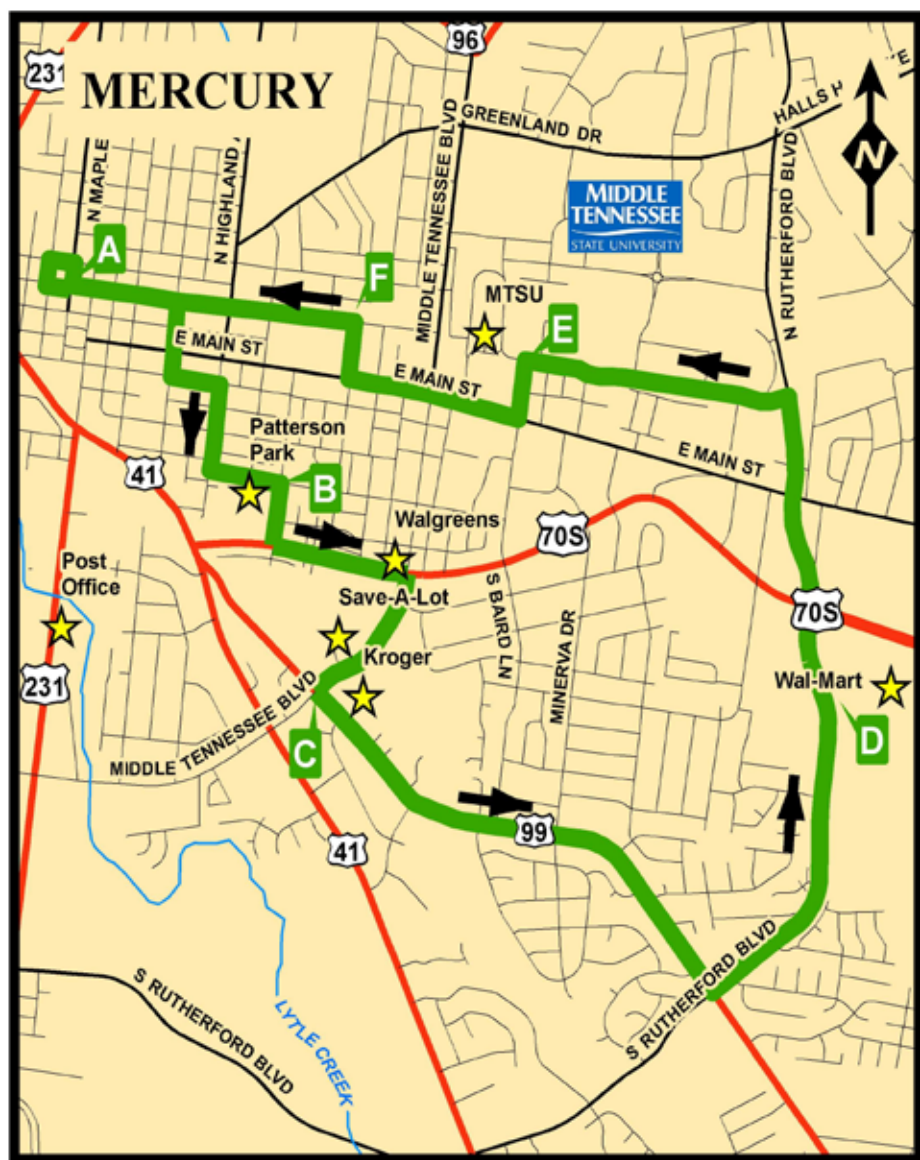 96
231
MERCURY
GREENLAND DR
HALLS H
TE
N MAPLE
N HIGHLAND
MIDDLE TENNESSEE BLVD
N RUTHERFORD BLVD
N
MIDDLE
TENNESSEE
STATE UNIVERSITY
A
F
MTSU
E
E MAIN ST
E MAIN ST
Patterson
Park
E MAIN ST
41
B
Walgreens
70S
Post
Office
Save-A-Lot
S BAIRD LN
MINERVA DR
70S
Kroger
231
Wal-Mart
MIDDLE TENNESSEE BLVD
C
D
99
41
S RUTHERFORD BLVD
S RUTHERFORD BLVD
LYTLE CREEK